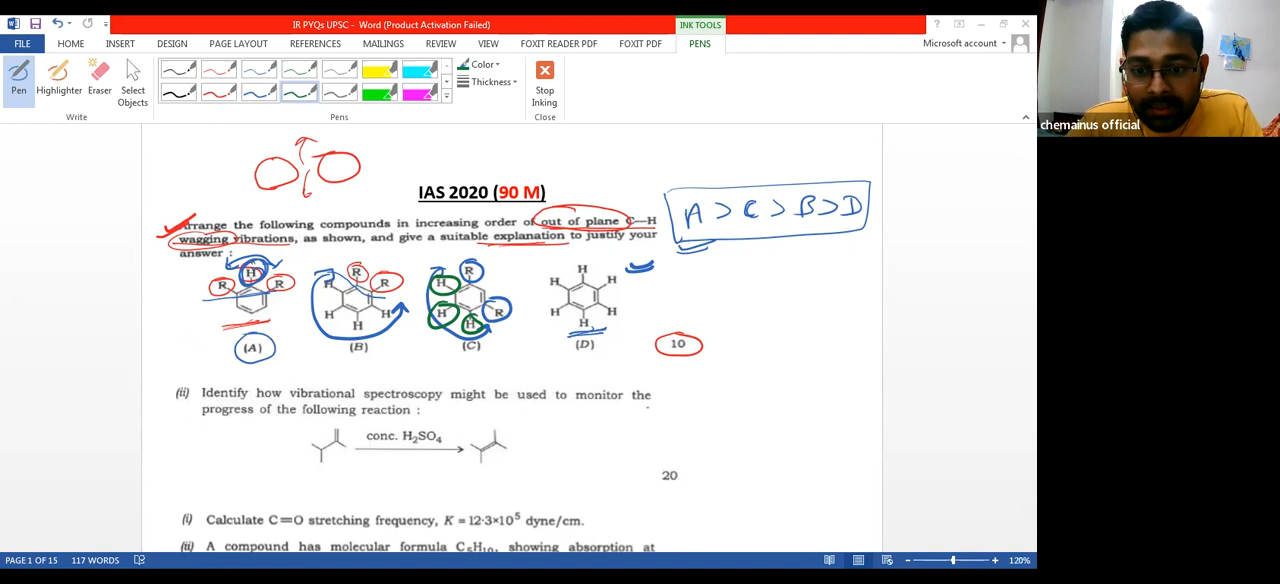 IR PYQs UPSC - Word (Product Activation Failed)
INK TOOLS
FILE HOME INSERT DESIGN PAGE LAYOUT REFERENCES MAILINGS REVIEW VIEW FOXIT READER PDF FOXIT PDF PENS
Microsoft account
Pen Highlighter Eraser Select Objects
Color
Thickness
Stop Inking
Write Pens Close
chemainus official
IAS 2020 (90 M)
A > C > B > D
Arrange the following compounds in increasing order of out of plane C—H
wagging vibrations, as shown, and give a suitable explanation to justify your
answer :
H R R
R R H H H H
R H H H R
H H H H H H
(A) (B) (C) (D) 10
(ii) Identify how vibrational spectroscopy might be used to monitor the
progress of the following reaction :
conc. H₂SO₄
20
(i) Calculate C=O stretching frequency, K = 12·3×10⁵ dyne/cm.
(ii) A compound has molecular formula C₅H₁₀, showing absorption at
PAGE 1 OF 15 117 WORDS
120%